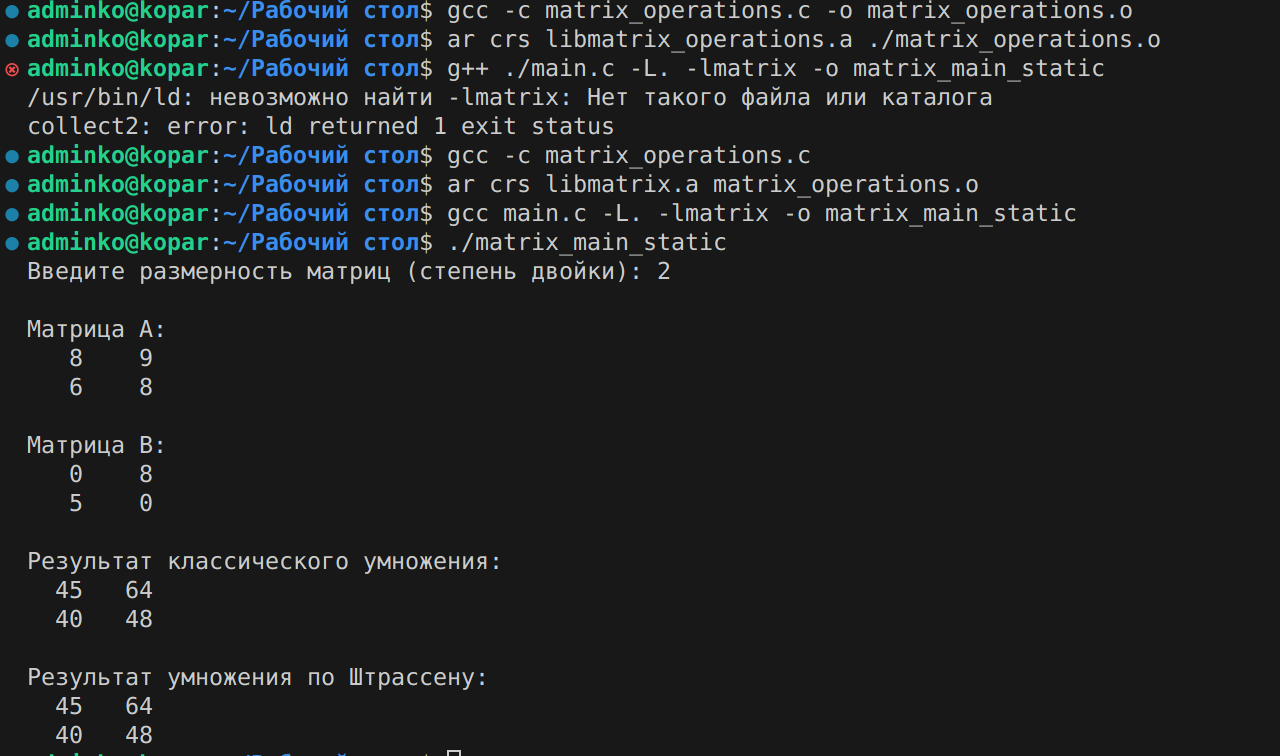 adminko@kopar:~/Рабочий стол$ gcc -c matrix_operations.c -o matrix_operations.o
adminko@kopar:~/Рабочий стол$ ar crs libmatrix_operations.a ./matrix_operations.o
adminko@kopar:~/Рабочий стол$ g++ ./main.c -L. -lmatrix -o matrix_main_static
/usr/bin/ld: невозможно найти -lmatrix: Нет такого файла или каталога
collect2: error: ld returned 1 exit status
adminko@kopar:~/Рабочий стол$ gcc -c matrix_operations.c
adminko@kopar:~/Рабочий стол$ ar crs libmatrix.a matrix_operations.o
adminko@kopar:~/Рабочий стол$ gcc main.c -L. -lmatrix -o matrix_main_static
adminko@kopar:~/Рабочий стол$ ./matrix_main_static
Введите размерность матриц (степень двойки): 2
Матрица A:
8 9
6 8
Матрица B:
0 8
5 0
Результат классического умножения:
45 64
40 48
Результат умножения по Штрассену:
45 64
40 48